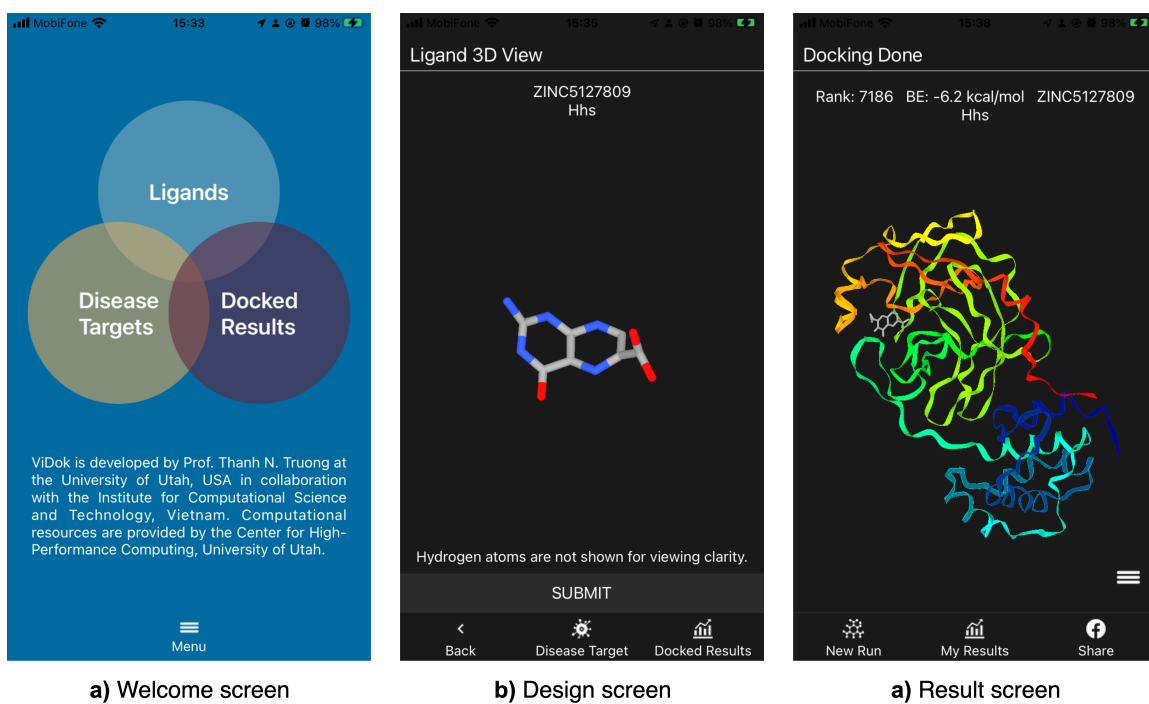 MobiFone 15:33 98%
Ligands
Disease
Targets
Docked
Results
ViDok is developed by Prof. Thanh N. Truong at
the University of Utah, USA in collaboration
with the Institute for Computational Science
and Technology, Vietnam. Computational
resources are provided by the Center for High-
Performance Computing, University of Utah.
Menu
a) Welcome screen
MobiFone 15:35 98%
Ligand 3D View
ZINC5127809
Hhs
Hydrogen atoms are not shown for viewing clarity.
SUBMIT
Back Disease Target Docked Results
b) Design screen
MobiFone 15:38 98%
Docking Done
Rank: 7186 BE: -6.2 kcal/mol ZINC5127809
Hhs
New Run My Results Share
a) Result screen